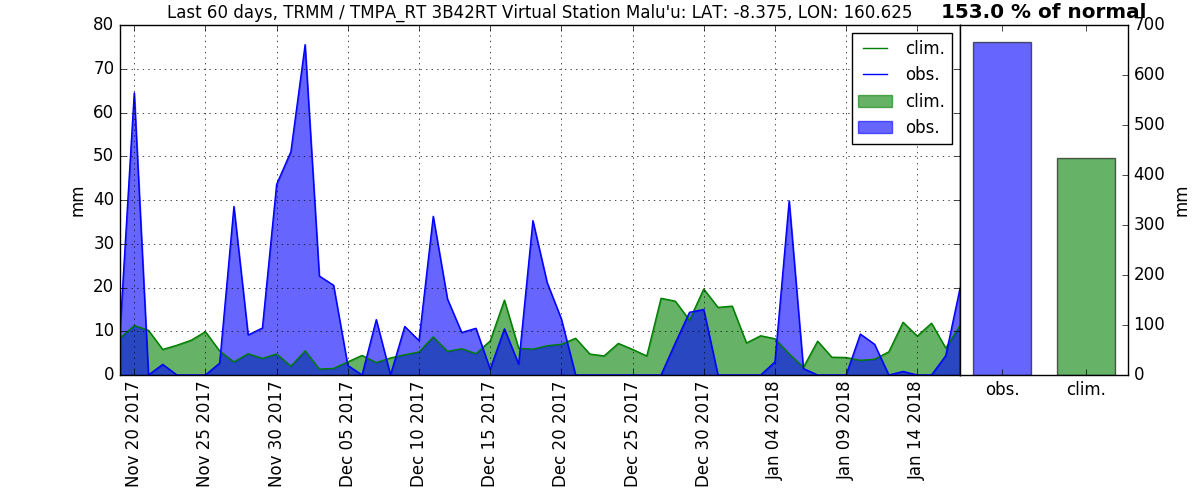 Last 60 days, TRMM / TMPA_RT 3B42RT Virtual Station Malu'u: LAT: -8.375, LON: 160.625
153.0 % of normal
80
70
60
50
40
30
20
10
0
mm
clim.
obs.
clim.
obs.
Nov 20 2017
Nov 25 2017
Nov 30 2017
Dec 05 2017
Dec 10 2017
Dec 15 2017
Dec 20 2017
Dec 25 2017
Dec 30 2017
Jan 04 2018
Jan 09 2018
Jan 14 2018
700
600
500
400
300
200
100
0
mm
obs.
clim.